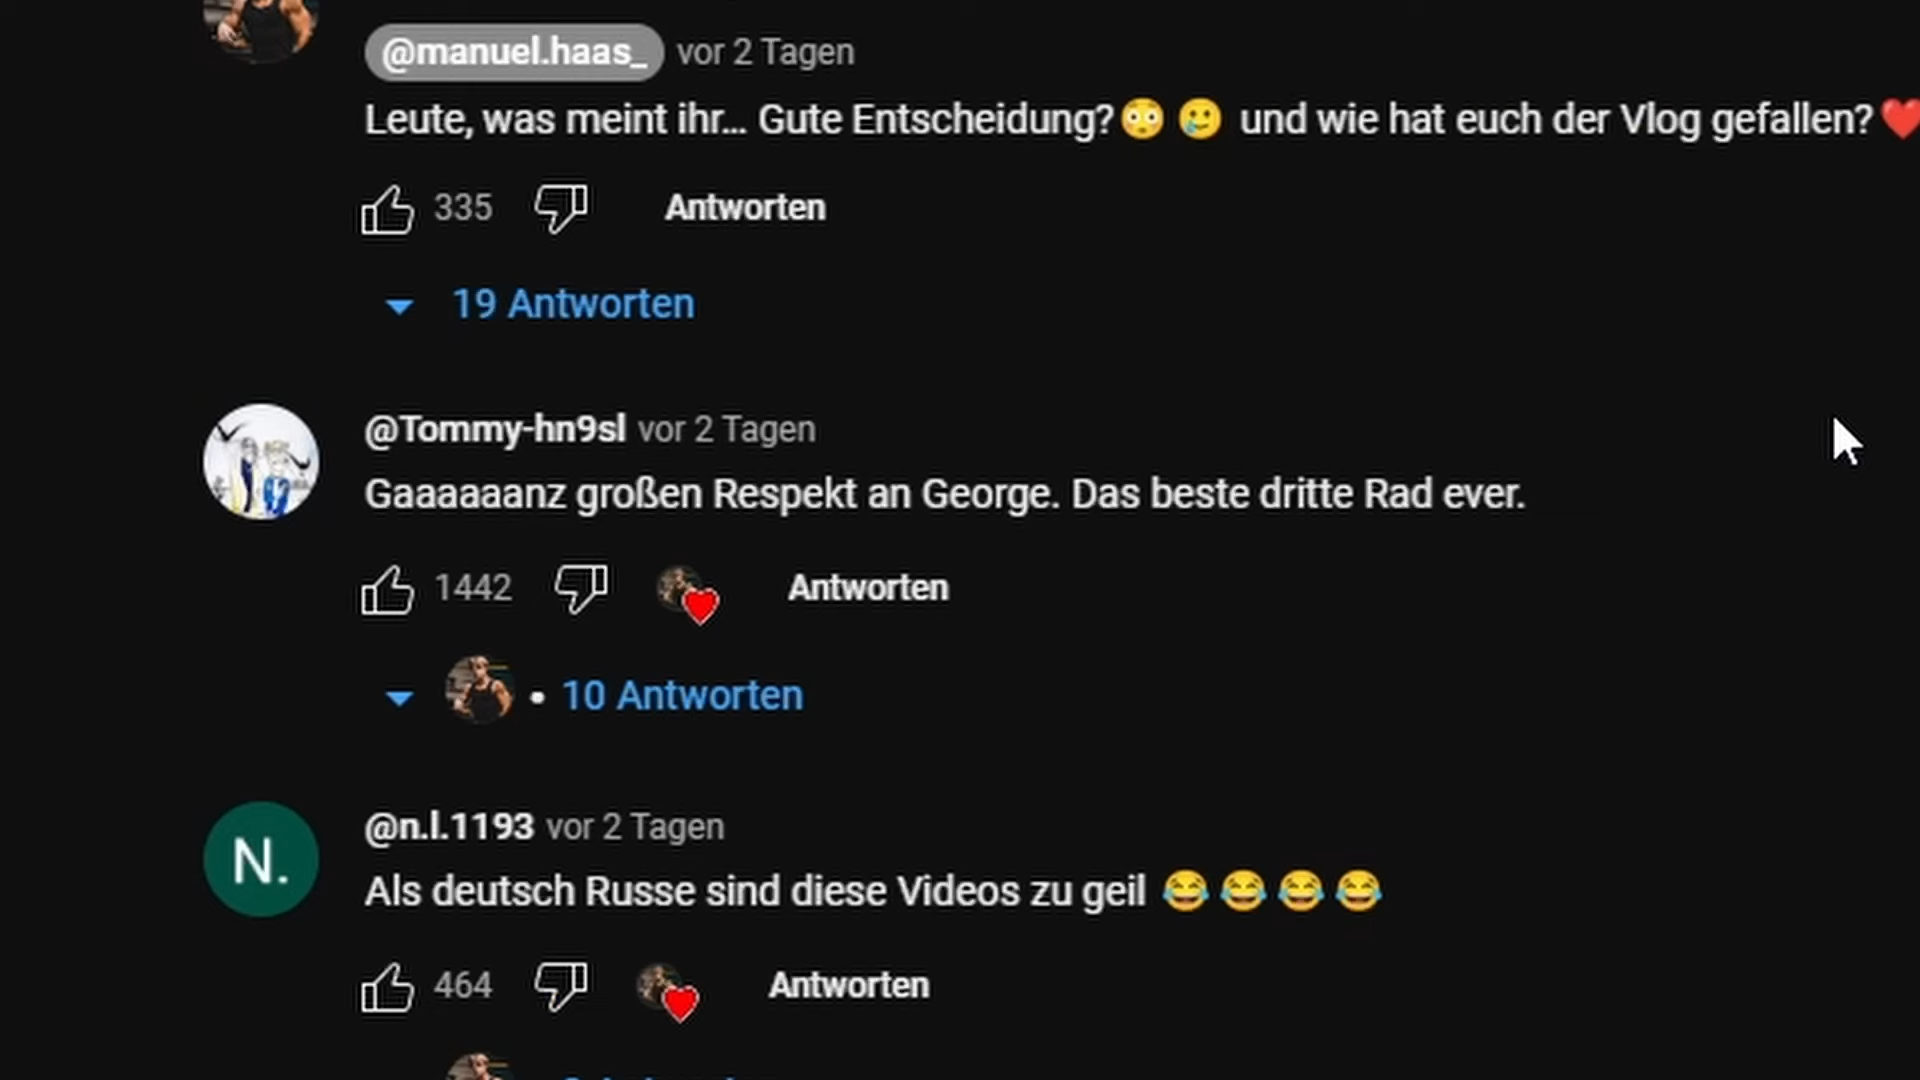 @manuel.haas_ vor 2 Tagen
Leute, was meint ihr... Gute Entscheidung?😳🥲 und wie hat euch der Vlog gefallen?❤️
335 Antworten
19 Antworten
@Tommy-hn9sl vor 2 Tagen
Gaaaaaanz großen Respekt an George. Das beste dritte Rad ever.
1442 Antworten
10 Antworten
N.
@n.l.1193 vor 2 Tagen
Als deutsch Russe sind diese Videos zu geil 😂😂😂😂
464 Antworten